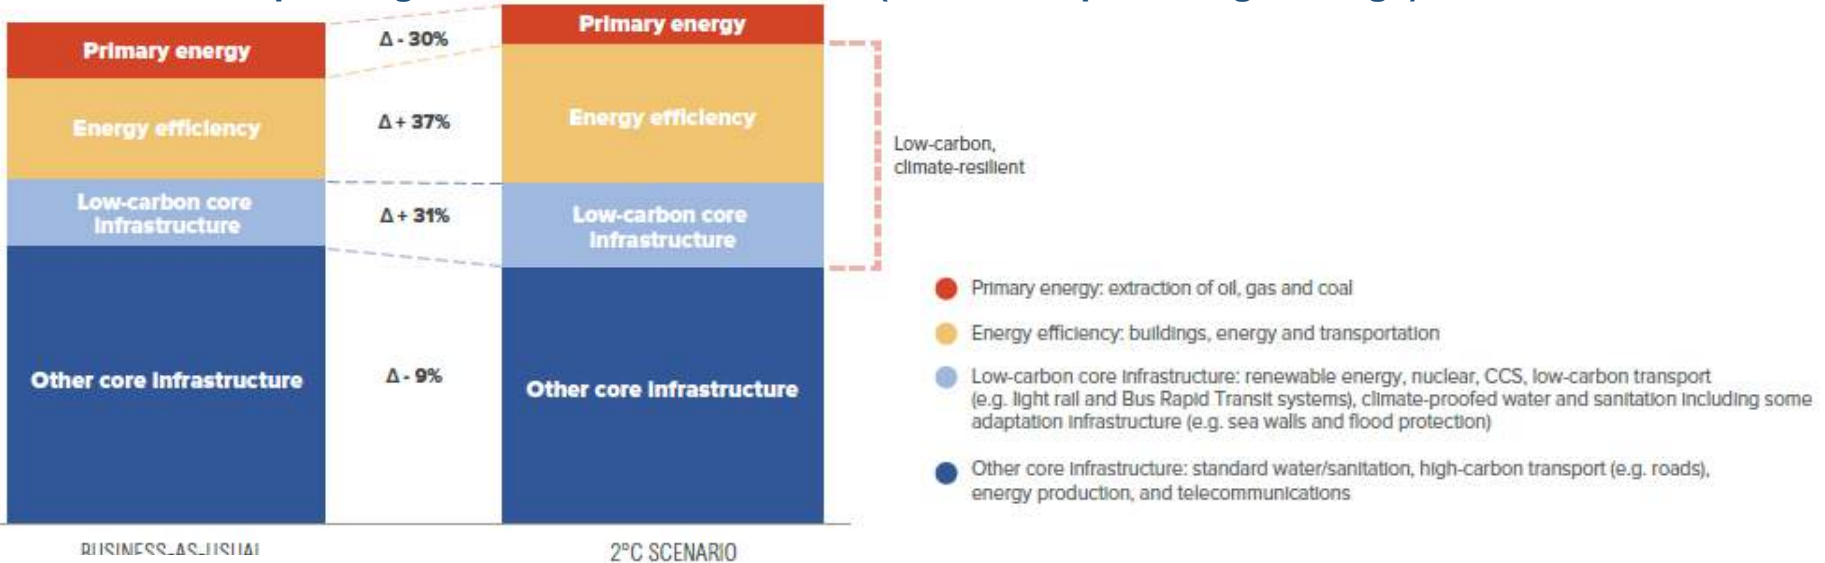 Primary energy
Δ - 30%
Primary energy
Energy efficiency
Δ + 37%
Energy efficiency
Low-carbon,
climate-resilient
Low-carbon core
infrastructure
Δ + 31%
Low-carbon core
infrastructure
Other core infrastructure
Δ - 9%
Other core infrastructure
Primary energy: extraction of oil, gas and coal
Energy efficiency: buildings, energy and transportation
Low-carbon core infrastructure: renewable energy, nuclear, CCS, low-carbon transport
(e.g. light rail and Bus Rapid Transit systems), climate-proofed water and sanitation including some
adaptation infrastructure (e.g. sea walls and flood protection)
Other core infrastructure: standard water/sanitation, high-carbon transport (e.g. roads),
energy production, and telecommunications
BUSINESS-AS-USUAL
2°C SCENARIO